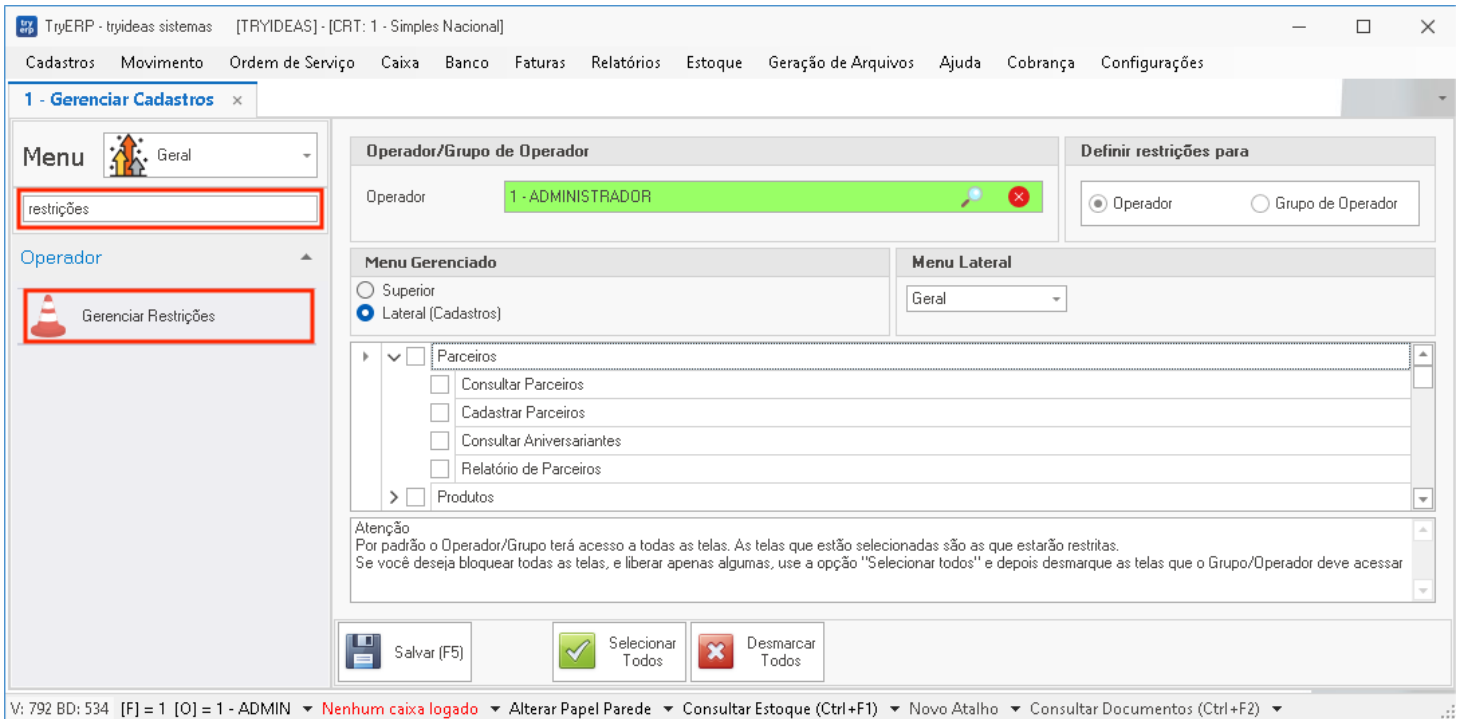 try erp TryERP - tryideas sistemas [TRYIDEAS] - [CRT: 1 - Simples Nacional]
Cadastros Movimento Ordem de Serviço Caixa Banco Faturas Relatórios Estoque Geração de Arquivos Ajuda Cobrança Configurações
1 - Gerenciar Cadastros ×
Menu Geral
restrições
Operador
Gerenciar Restrições
Operador/Grupo de Operador
Operador 1 - ADMINISTRADOR
Definir restrições para
Operador Grupo de Operador
Menu Gerenciado
Superior
Lateral (Cadastros)
Menu Lateral
Geral
Parceiros
Consultar Parceiros
Cadastrar Parceiros
Consultar Aniversariantes
Relatório de Parceiros
Produtos
Atenção
Por padrão o Operador/Grupo terá acesso a todas as telas. As telas que estão selecionadas são as que estarão restritas.
Se você deseja bloquear todas as telas, e liberar apenas algumas, use a opção "Selecionar todos" e depois desmarque as telas que o Grupo/Operador deve acessar
Salvar (F5)
Selecionar
Todos
Desmarcar
Todos
V: 792 BD: 534 [F] = 1 [O] = 1 - ADMIN Nenhum caixa logado Alterar Papel Parede Consultar Estoque (Ctrl+F1) Novo Atalho Consultar Documentos (Ctrl+F2)